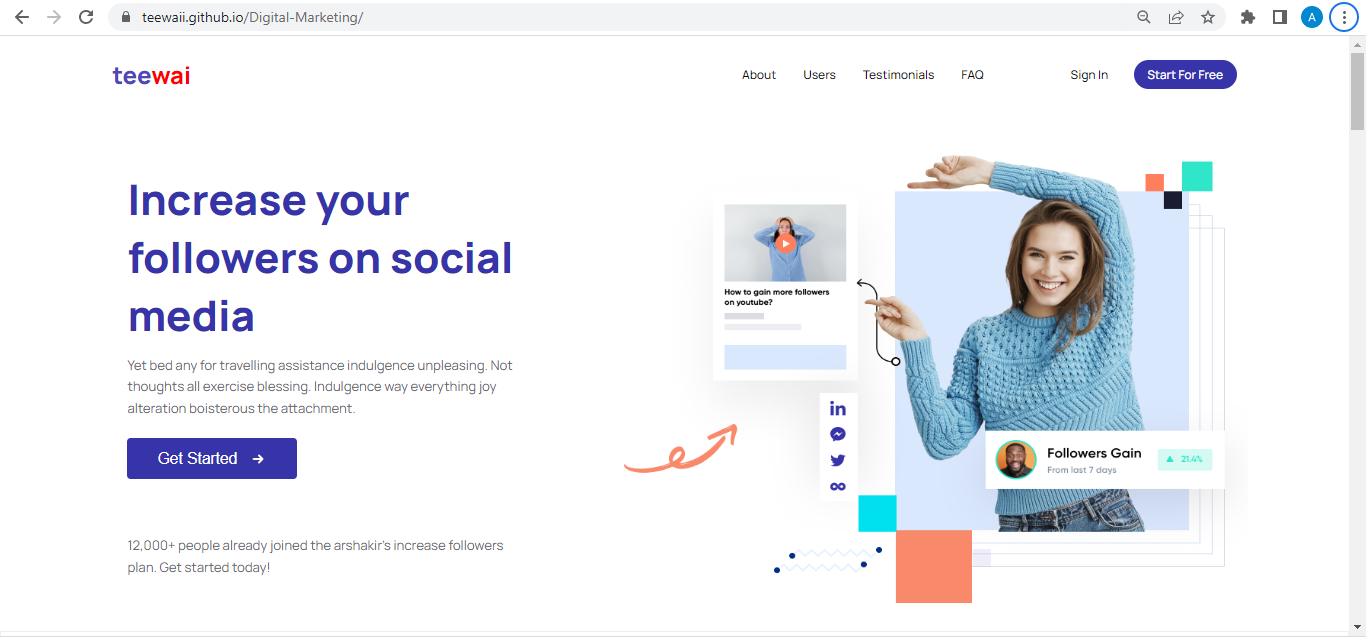 teewaii.github.io/Digital-Marketing/
A
teewai
About
Users
Testimonials
FAQ
Sign In
Start For Free
Increase your
followers on social
media
Yet bed any for travelling assistance indulgence unpleasing. Not
thoughts all exercise blessing. Indulgence way everything joy
alteration boisterous the attachment.
Get Started
12,000+ people already joined the arshakir's increase followers
plan. Get started today!
How to gain more followers
on youtube?
in
Followers Gain
From last 7 days
21.4%